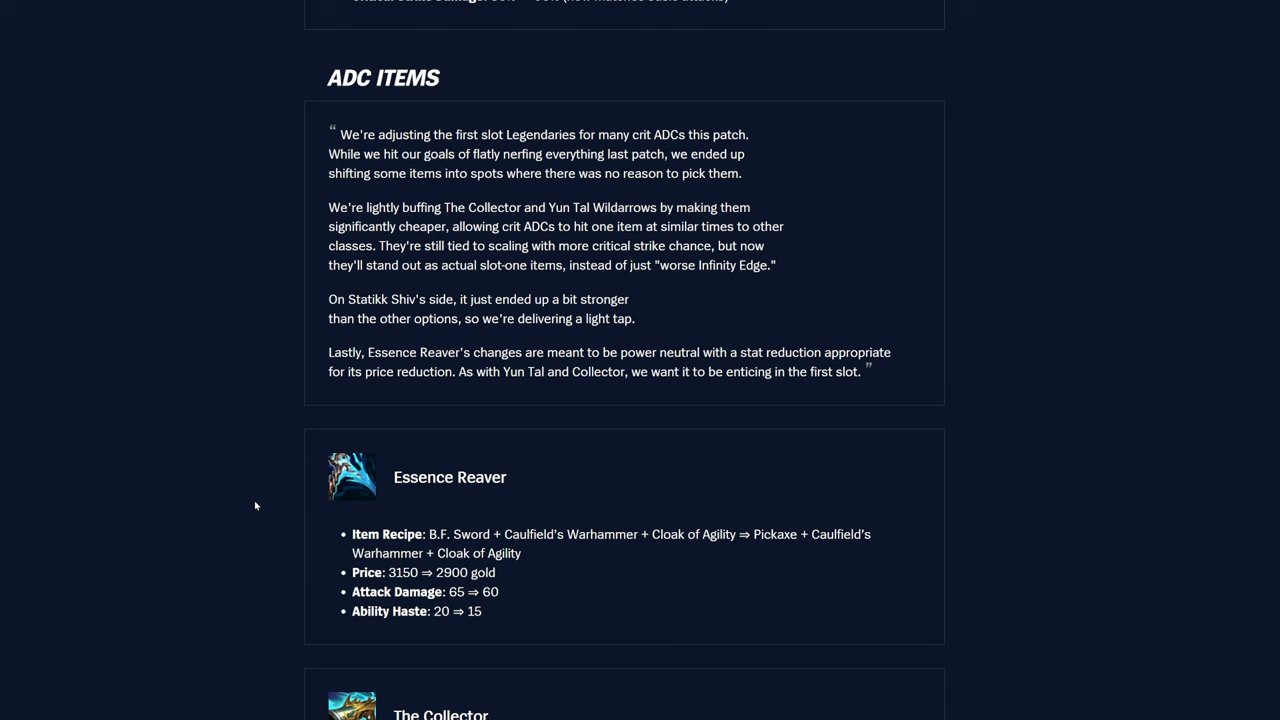 ADC ITEMS
“ We're adjusting the first slot Legendaries for many crit ADCs this patch.
While we hit our goals of flatly nerfing everything last patch, we ended up
shifting some items into spots where there was no reason to pick them.
We're lightly buffing The Collector and Yun Tal Wildarrows by making them
significantly cheaper, allowing crit ADCs to hit one item at similar times to other
classes. They're still tied to scaling with more critical strike chance, but now
they'll stand out as actual slot-one items, instead of just "worse Infinity Edge."
On Statikk Shiv's side, it just ended up a bit stronger
than the other options, so we're delivering a light tap.
Lastly, Essence Reaver's changes are meant to be power neutral with a stat reduction appropriate
for its price reduction. As with Yun Tal and Collector, we want it to be enticing in the first slot. ”
Essence Reaver
• Item Recipe: B.F. Sword + Caulfield's Warhammer + Cloak of Agility ⇒ Pickaxe + Caulfield's
Warhammer + Cloak of Agility
• Price: 3150 ⇒ 2900 gold
• Attack Damage: 65 ⇒ 60
• Ability Haste: 20 ⇒ 15
The Collector